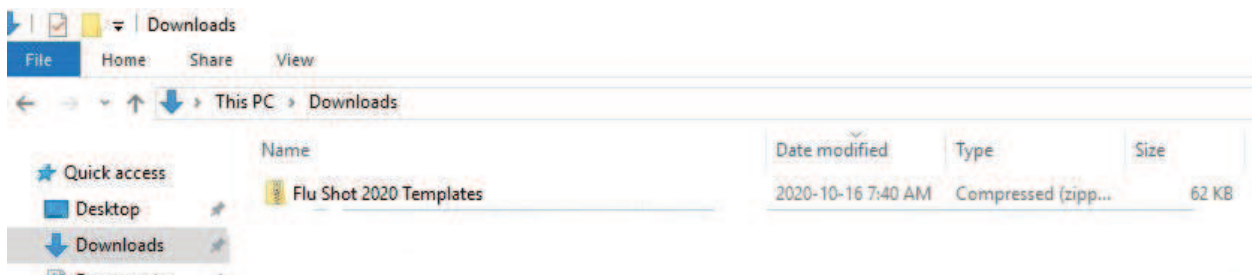 Downloads
File Home Share View
This PC › Downloads
Name Date modified Type Size
Quick access
Flu Shot 2020 Templates 2020-10-16 7:40 AM Compressed (zipp... 62 KB
Desktop
Downloads